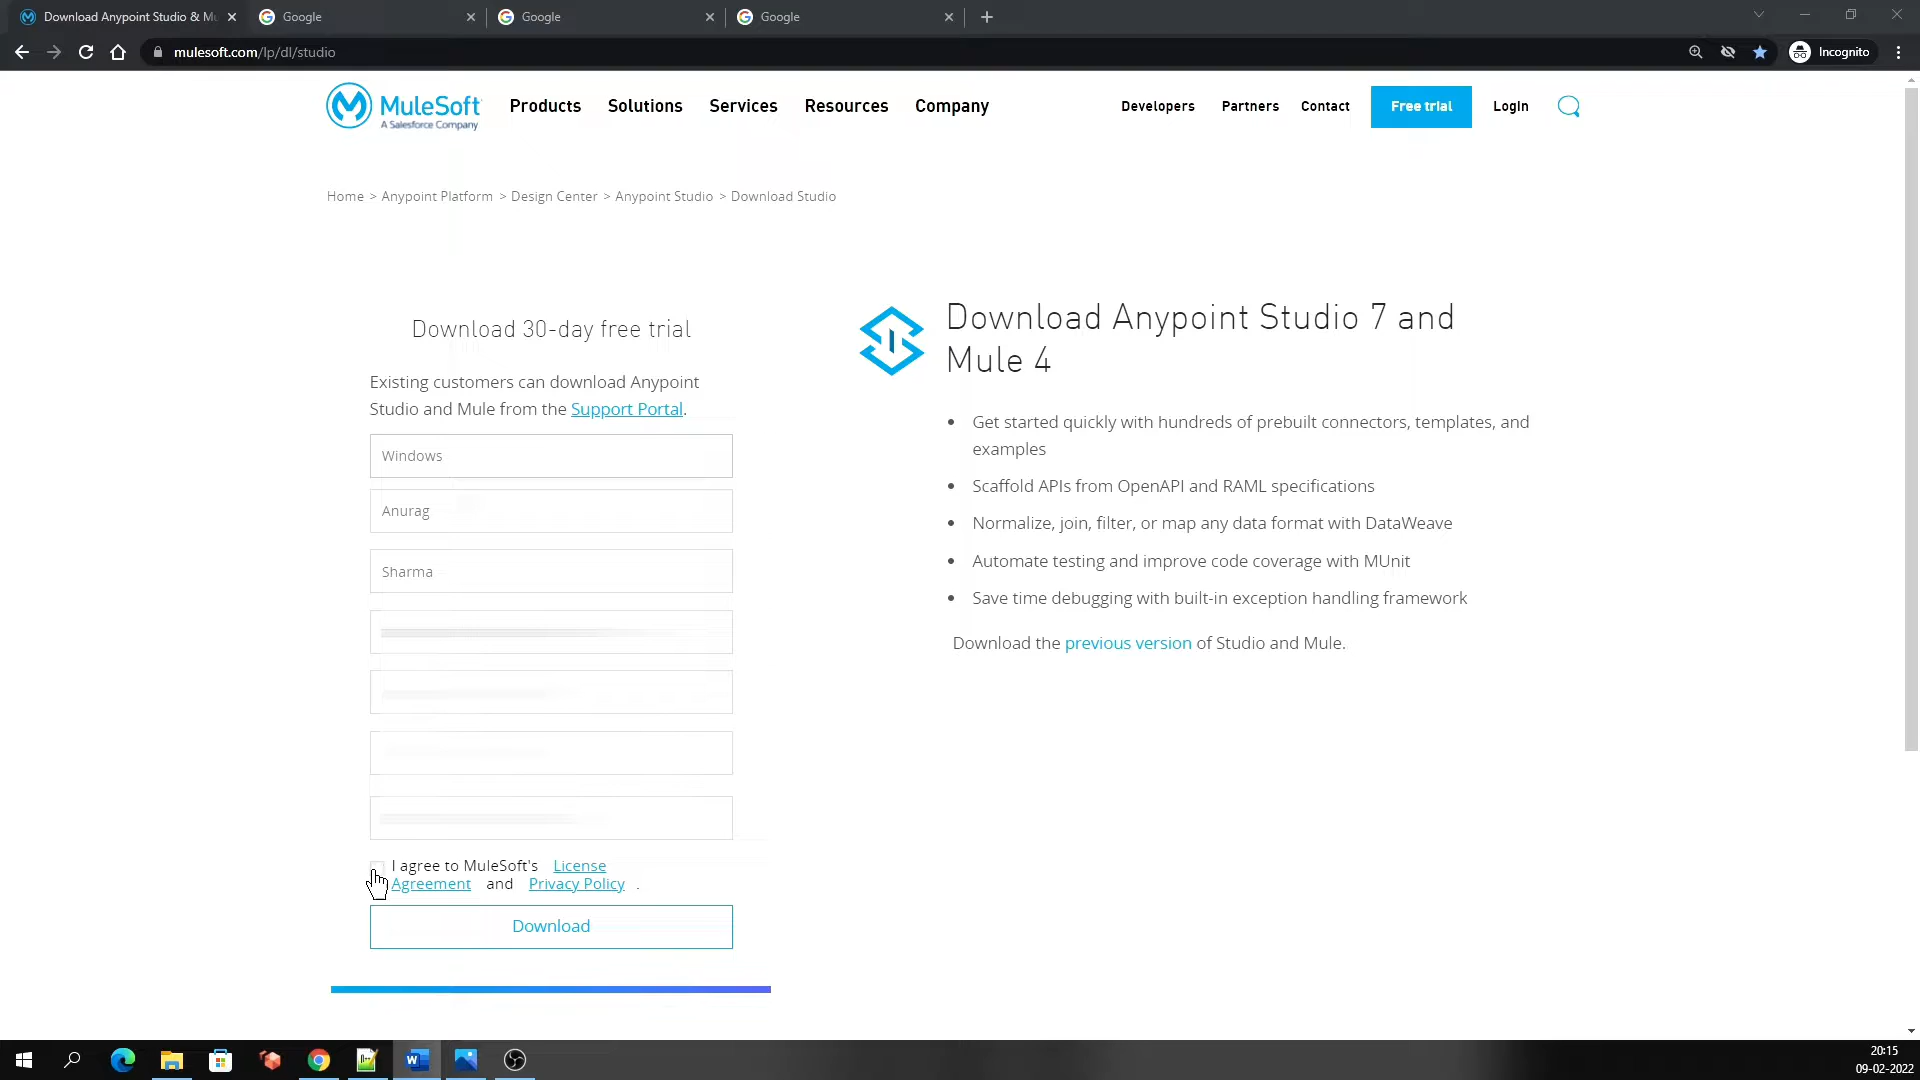 Download Anypoint Studio & Mu
Google
Google
Google
mulesoft.com/lp/dl/studio
Incognito
MuleSoft
A Salesforce Company
Products
Solutions
Services
Resources
Company
Developers
Partners
Contact
Free trial
Login
Home > Anypoint Platform > Design Center > Anypoint Studio > Download Studio
Download 30-day free trial
Existing customers can download Anypoint
Studio and Mule from the Support Portal.
Windows
Anurag
Sharma
I agree to MuleSoft's License
Agreement and Privacy Policy .
Download
Download Anypoint Studio 7 and
Mule 4
• Get started quickly with hundreds of prebuilt connectors, templates, and
examples
• Scaffold APIs from OpenAPI and RAML specifications
• Normalize, join, filter, or map any data format with DataWeave
• Automate testing and improve code coverage with MUnit
• Save time debugging with built-in exception handling framework
Download the previous version of Studio and Mule.
20:15
09-02-2022